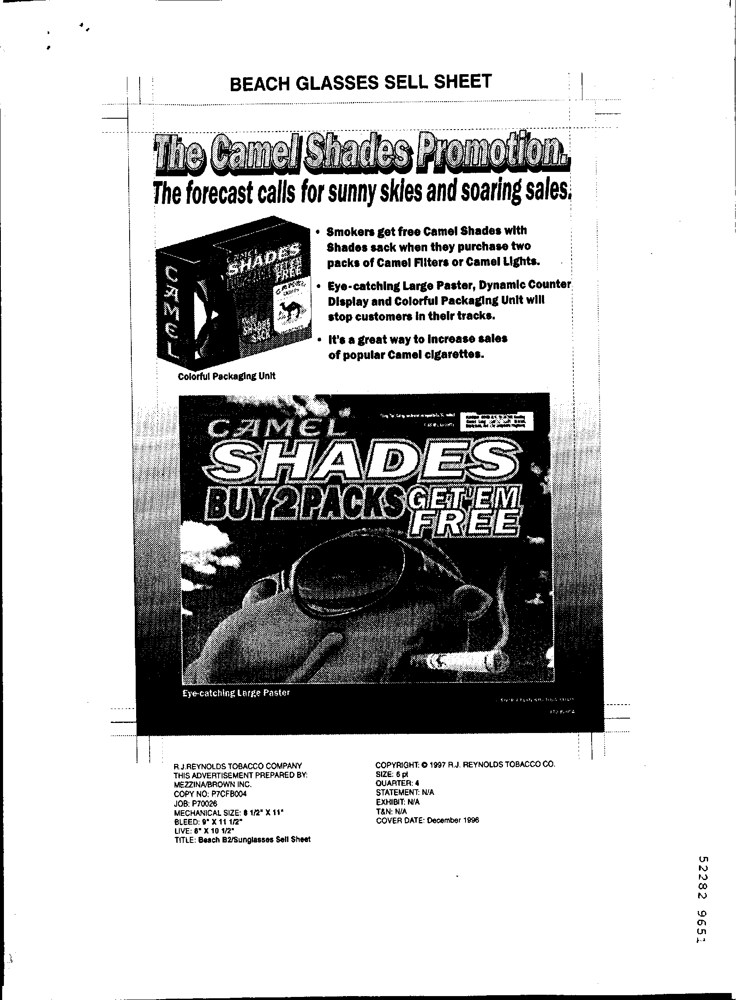 BEACH GLASSES SELL SHEET
The Camel Shades Promotion.
The forecast calls for sunny skies and soaring sales.
• Smokers get free Camel Shades with
Shades sack when they purchase two
packs of Camel Filters or Camel Lights.
• Eye-catching Large Paster, Dynamic Counter
Display and Colorful Packaging Unit will
stop customers in their tracks.
• It's a great way to increase sales
of popular Camel cigarettes.
CAMEL
CAMEL
SHADES
FREE
SHADES
SACK
Colorful Packaging Unit
CAMEL
SHADES
BUY 2 PACKS GET 'EM
FREE
Eye-catching Large Paster
R.J.REYNOLDS TOBACCO COMPANY
THIS ADVERTISEMENT PREPARED BY:
MEZZINA/BROWN INC.
COPY NO: P7CFB004
JOB: P70026
MECHANICAL SIZE: 8 1/2" X 11"
BLEED: 9" X 11 1/2"
LIVE: 8" X 10 1/2"
TITLE: Beach B2/Sunglasses Sell Sheet
COPYRIGHT: © 1997 R.J. REYNOLDS TOBACCO CO.
SIZE: 6 pt
QUARTER: 4
STATEMENT: N/A
EXHIBIT: N/A
T&N: N/A
COVER DATE: December 1996
52282 9651